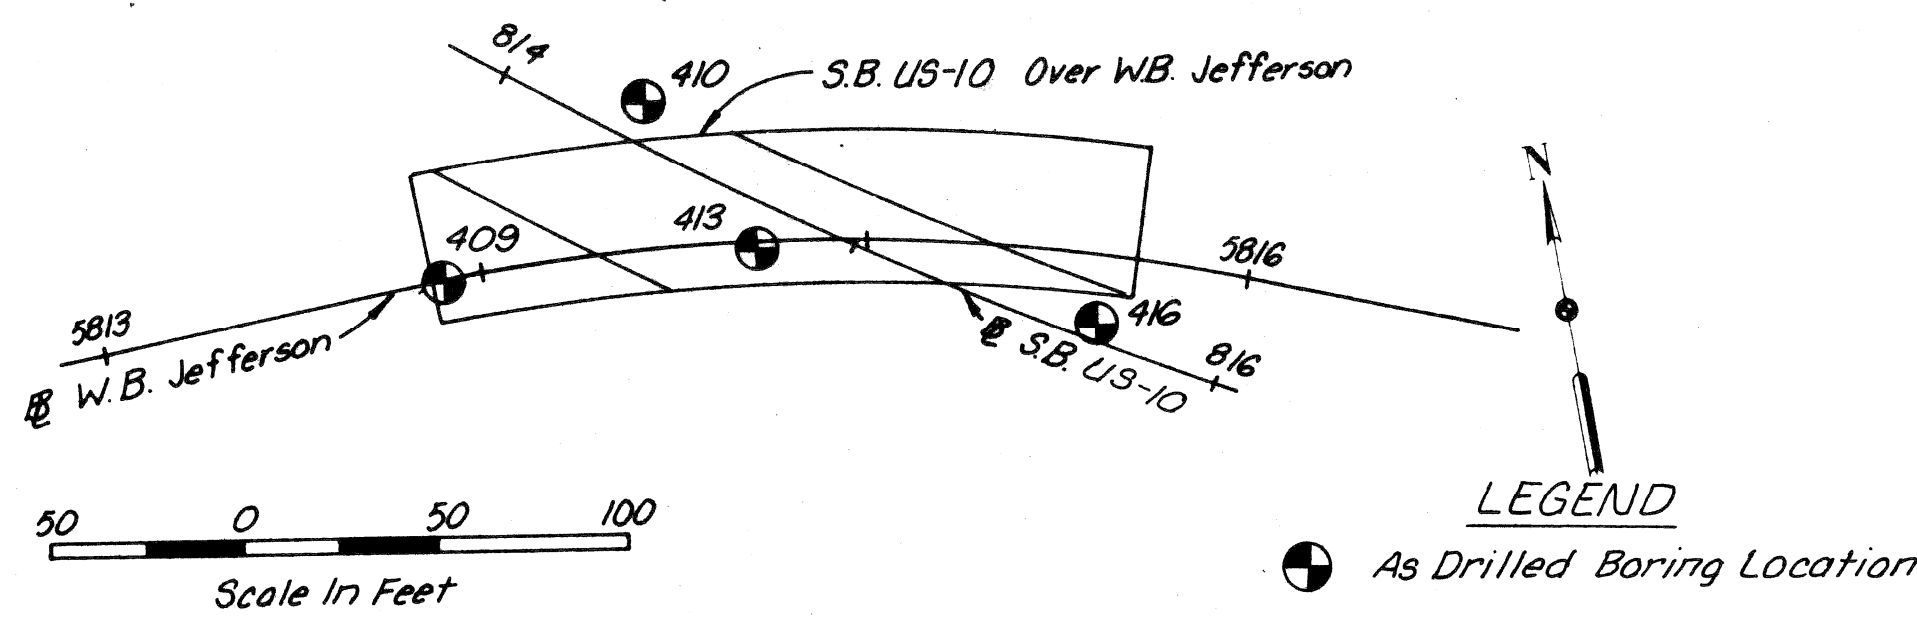 814
410
S.B. US-10 Over W.B. Jefferson
N
413
409
5816
5813
416
W.B. Jefferson
S.B. US-10
816
50 0 50 100
Scale In Feet
LEGEND
As Drilled Boring Location